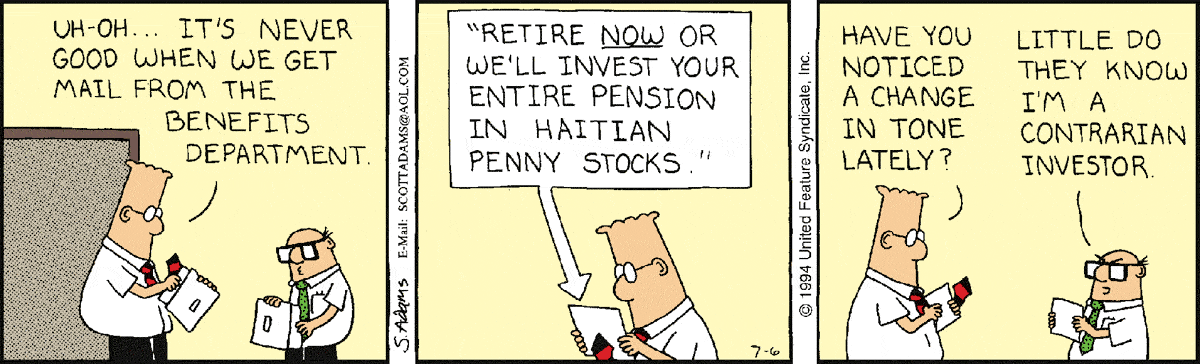 UH-OH... IT'S NEVER
GOOD WHEN WE GET
MAIL FROM THE
BENEFITS
DEPARTMENT.
S. Adams
E-Mail: SCOTTADAMS@AOL.COM
"RETIRE NOW OR
WE'LL INVEST YOUR
ENTIRE PENSION
IN HAITIAN
PENNY STOCKS."
7-6
© 1994 United Feature Syndicate, Inc.
HAVE YOU
NOTICED
A CHANGE
IN TONE
LATELY?
LITTLE DO
THEY KNOW
I'M A
CONTRARIAN
INVESTOR.